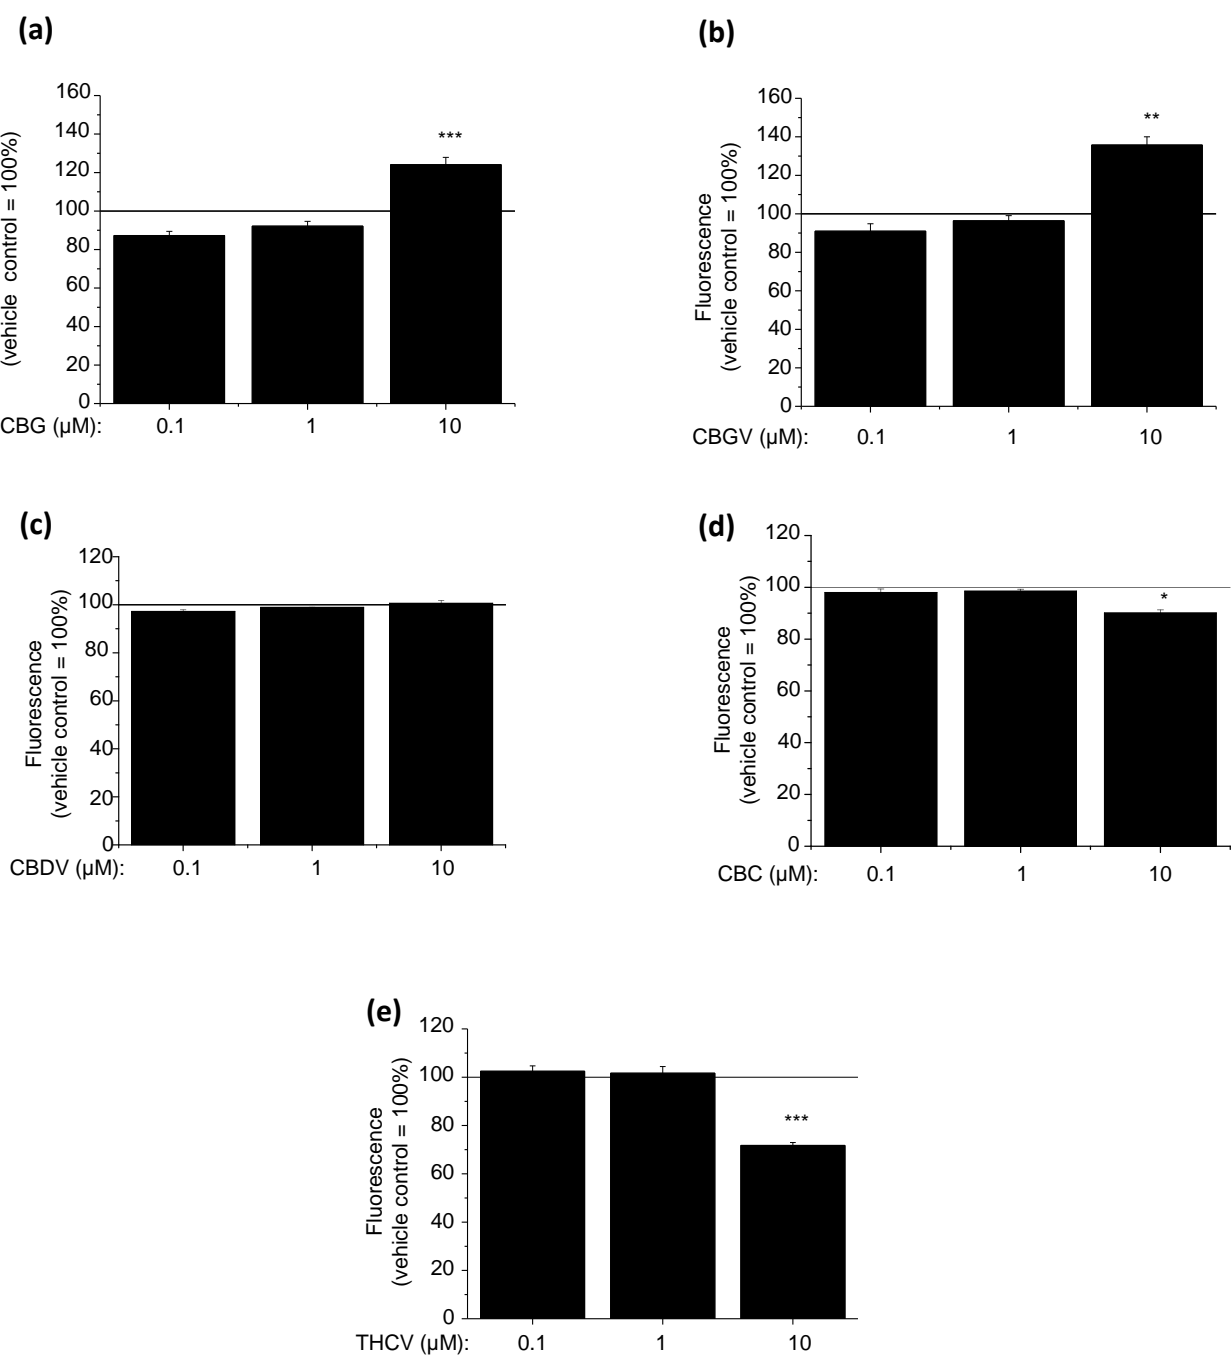 (a)
160
140
120
100
80
60
40
20
0
(vehicle control = 100%)
***
CBG (µM): 0.1 1 10
(b)
160
140
120
100
80
60
40
20
0
Fluorescence
(vehicle control = 100%)
**
CBGV (µM): 0.1 1 10
(c)
120
100
80
60
40
20
0
Fluorescence
(vehicle control = 100%)
CBDV (µM): 0.1 1 10
(d)
120
100
80
60
40
20
0
Fluorescence
(vehicle control = 100%)
*
CBC (µM): 0.1 1 10
(e)
120
100
80
60
40
20
0
Fluorescence
(vehicle control = 100%)
***
THCV (µM): 0.1 1 10